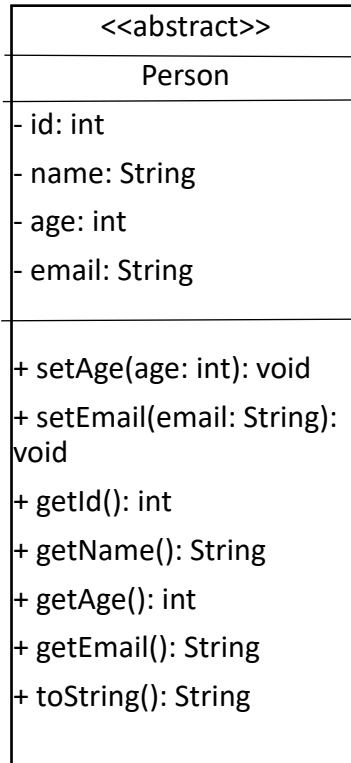 <<abstract>>
Person
- id: int
- name: String
- age: int
- email: String
+ setAge(age: int): void
+ setEmail(email: String):
void
+ getId(): int
+ getName(): String
+ getAge(): int
+ getEmail(): String
+ toString(): String